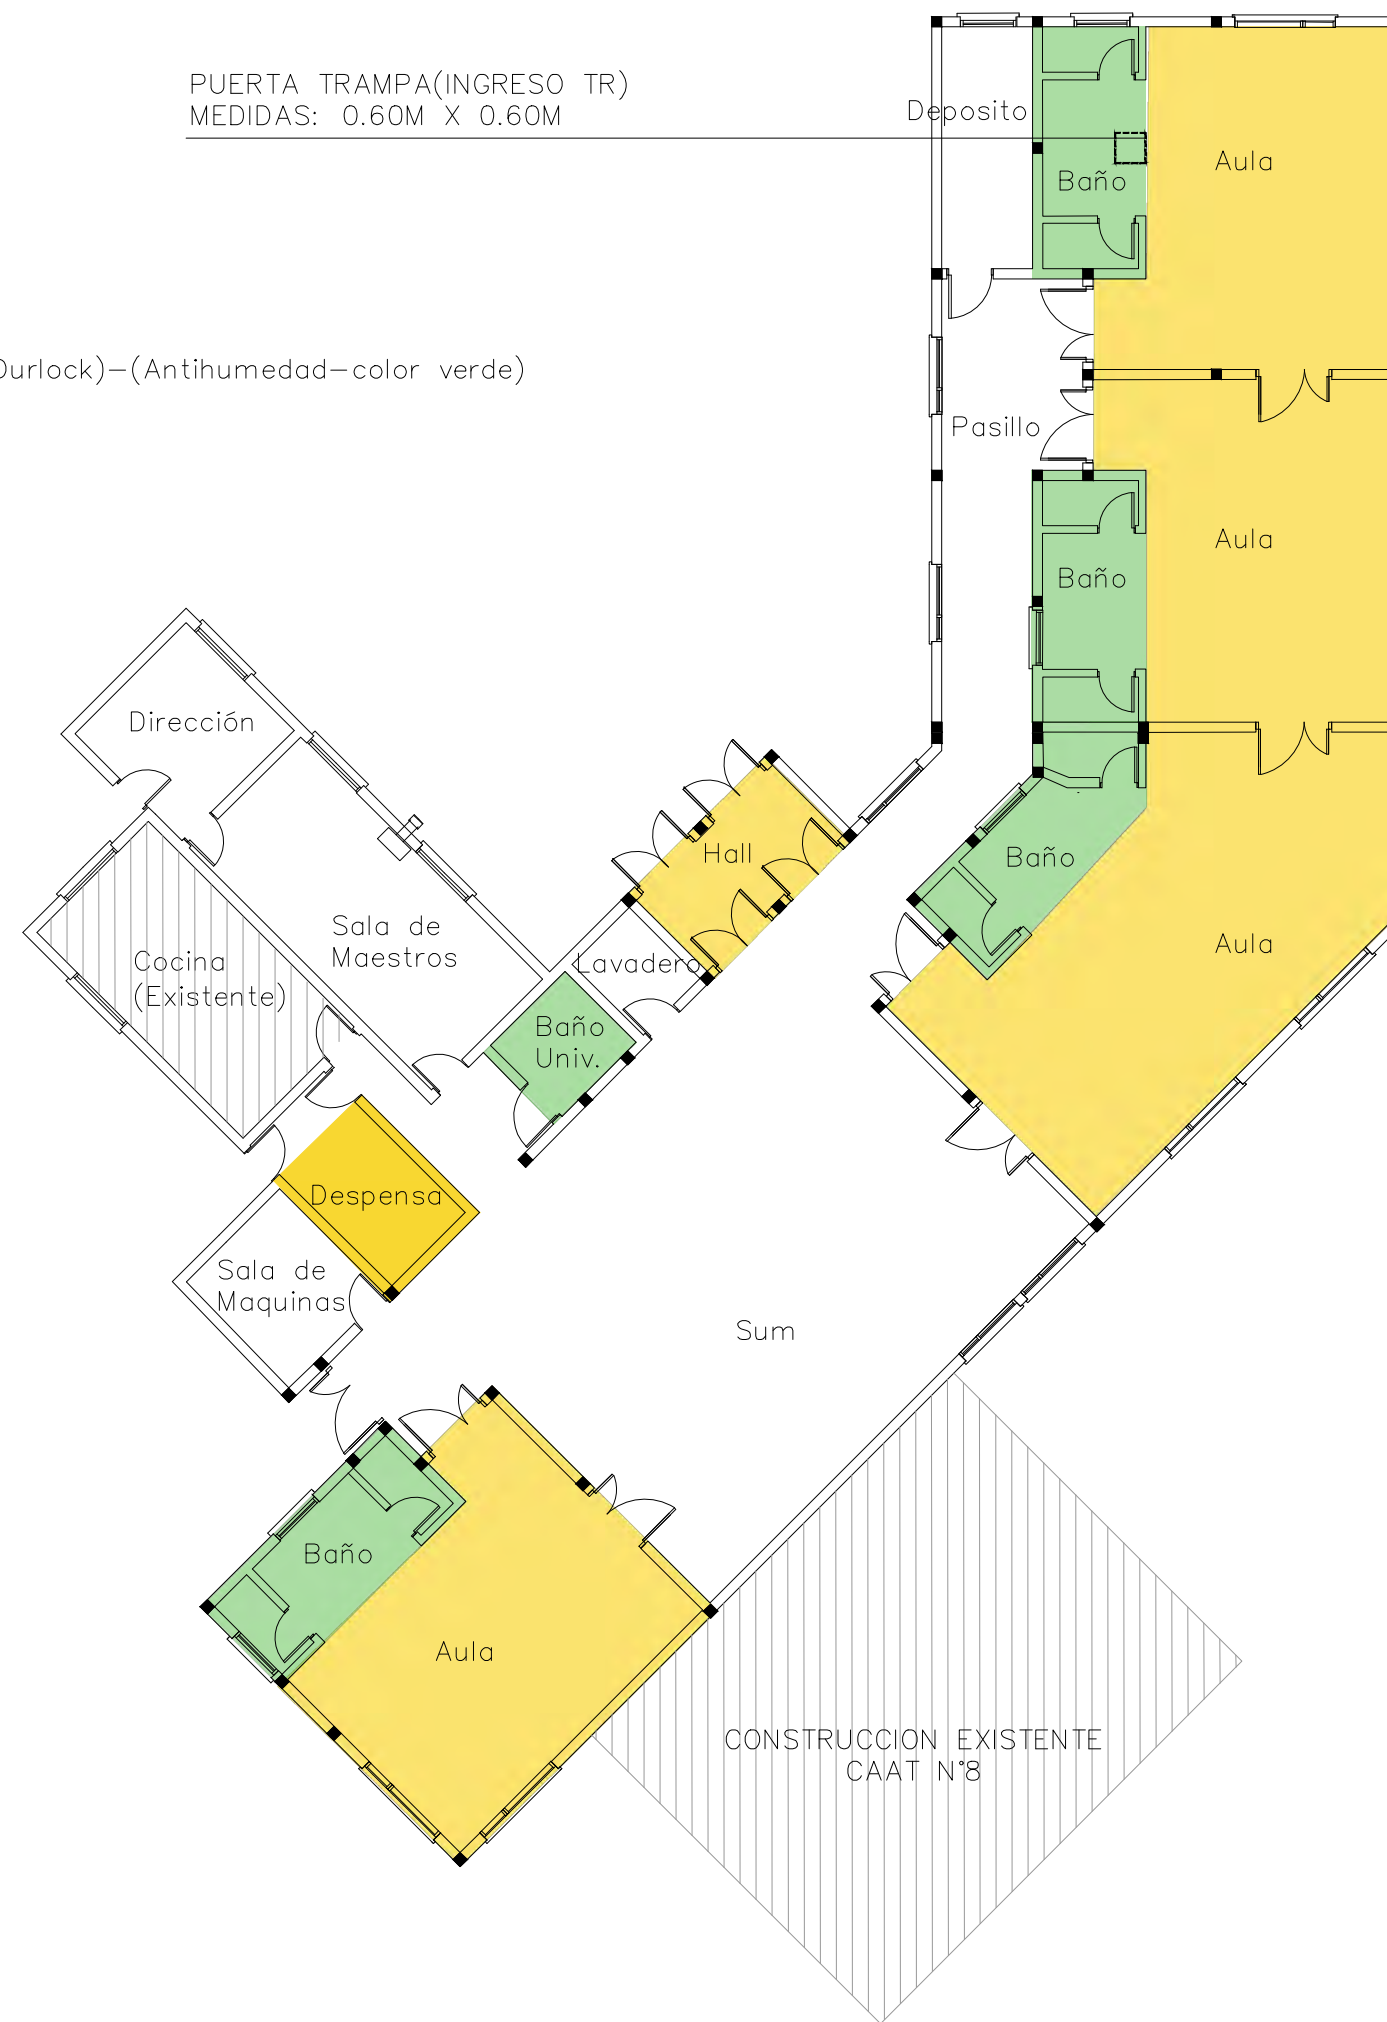 PUERTA TRAMPA(INGRESO TR)
MEDIDAS: 0.60M X 0.60M
Deposito
Baño
Aula
Durlock)-(Antihumedad-color verde)
Pasillo
Aula
Baño
Dirección
Hall
Baño
Sala de
Maestros
Aula
Cocina
(Existente)
Lavadero
Baño
Univ.
Despensa
Sala de
Maquinas
Sum
Baño
Aula
CONSTRUCCION EXISTENTE
CAAT N°8